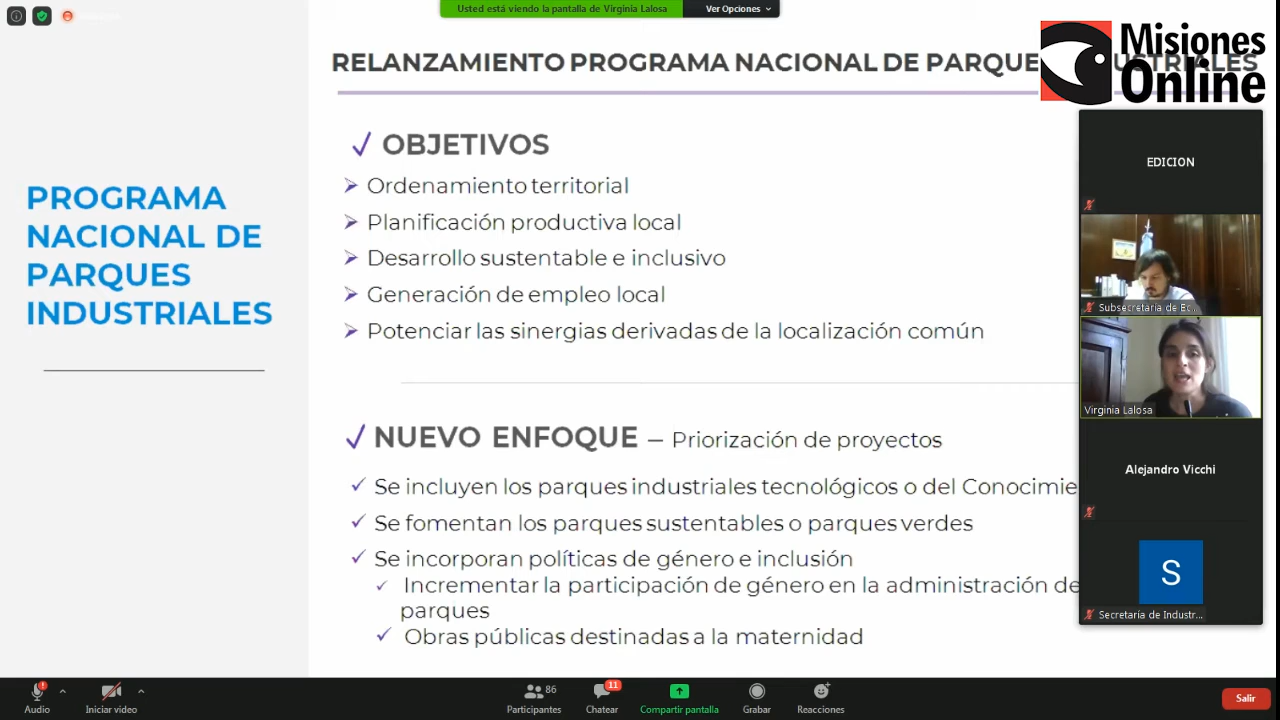 Usted está viendo la pantalla de Virginia Lalosa
Ver Opciones
RELANZAMIENTO PROGRAMA NACIONAL DE PARQUE
Misiones
Online
PROGRAMA
NACIONAL DE
PARQUES
INDUSTRIALES
OBJETIVOS
Ordenamiento territorial
Planificación productiva local
Desarrollo sustentable e inclusivo
Generación de empleo local
Potenciar las sinergias derivadas de la localización común
NUEVO ENFOQUE – Priorización de proyectos
Se incluyen los parques industriales tecnológicos o del Conocimie
Se fomentan los parques sustentables o parques verdes
Se incorporan políticas de género e inclusión
Incrementar la participación de género en la administración de
parques
Obras públicas destinadas a la maternidad
EDICION
Subsecretaría de Ec...
Virginia Lalosa
Alejandro Vicchi
S
Secretaría de Industr...
Audio
Iniciar video
86
Participantes
11
Chatear
Compartir pantalla
Grabar
Reacciones
Salir